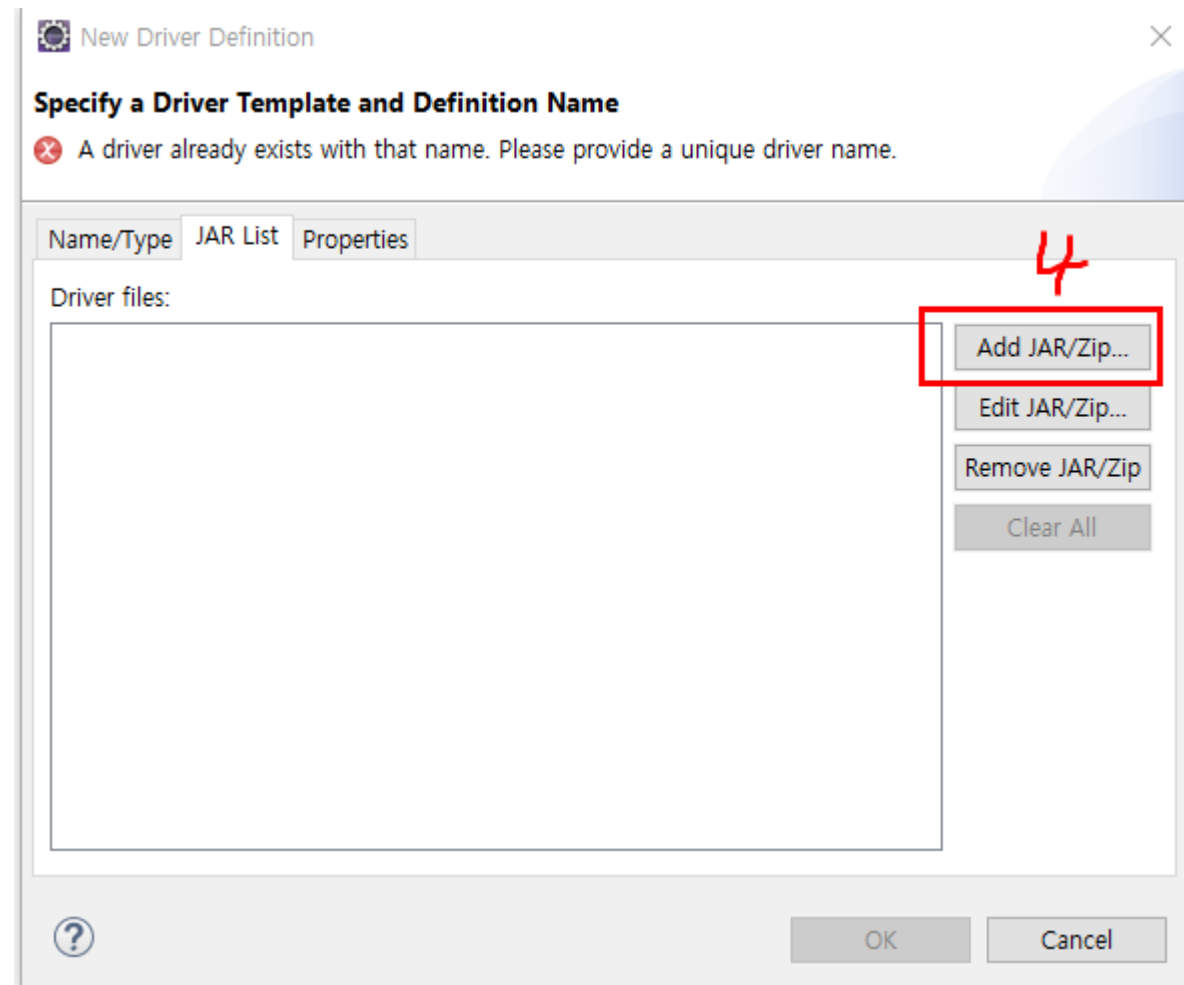 New Driver Definition
Specify a Driver Template and Definition Name
A driver already exists with that name. Please provide a unique driver name.
Name/Type JAR List Properties
4
Driver files:
Add JAR/Zip...
Edit JAR/Zip...
Remove JAR/Zip
Clear All
?
OK Cancel